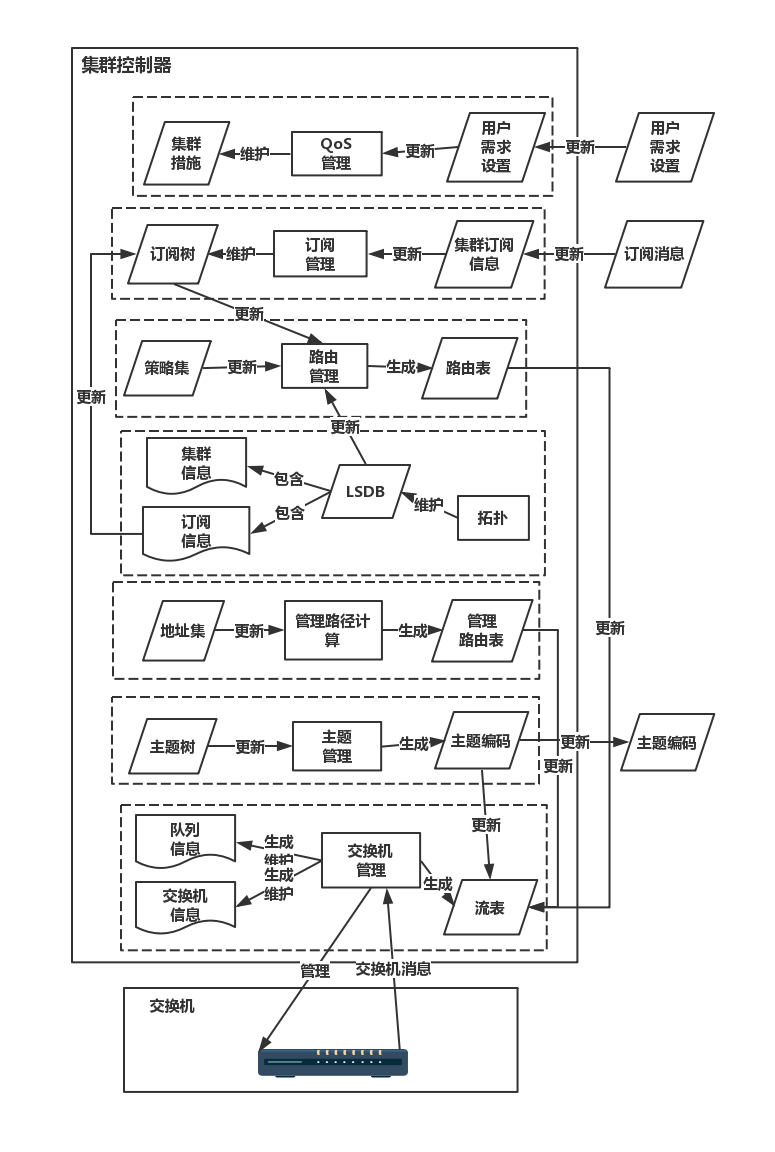 集群控制器
集群
措施
维护
QoS
管理
更新
用户
需求
设置
更新
用户
需求
设置
订阅树
维护
订阅
管理
更新
集群订阅
信息
更新
订阅消息
更新
策略集
更新
路由
管理
生成
路由表
更新
更新
集群
信息
包含
LSDB
维护
拓扑
订阅
信息
包含
地址集
更新
管理路径计
算
生成
管理
路由表
更新
主题树
更新
主题
管理
生成
主题编码
更新
主题编码
更新
更新
队列
信息
生成
维护
交换机
管理
生成
维护
交换机
信息
生成
流表
管理
交换机消息
交换机